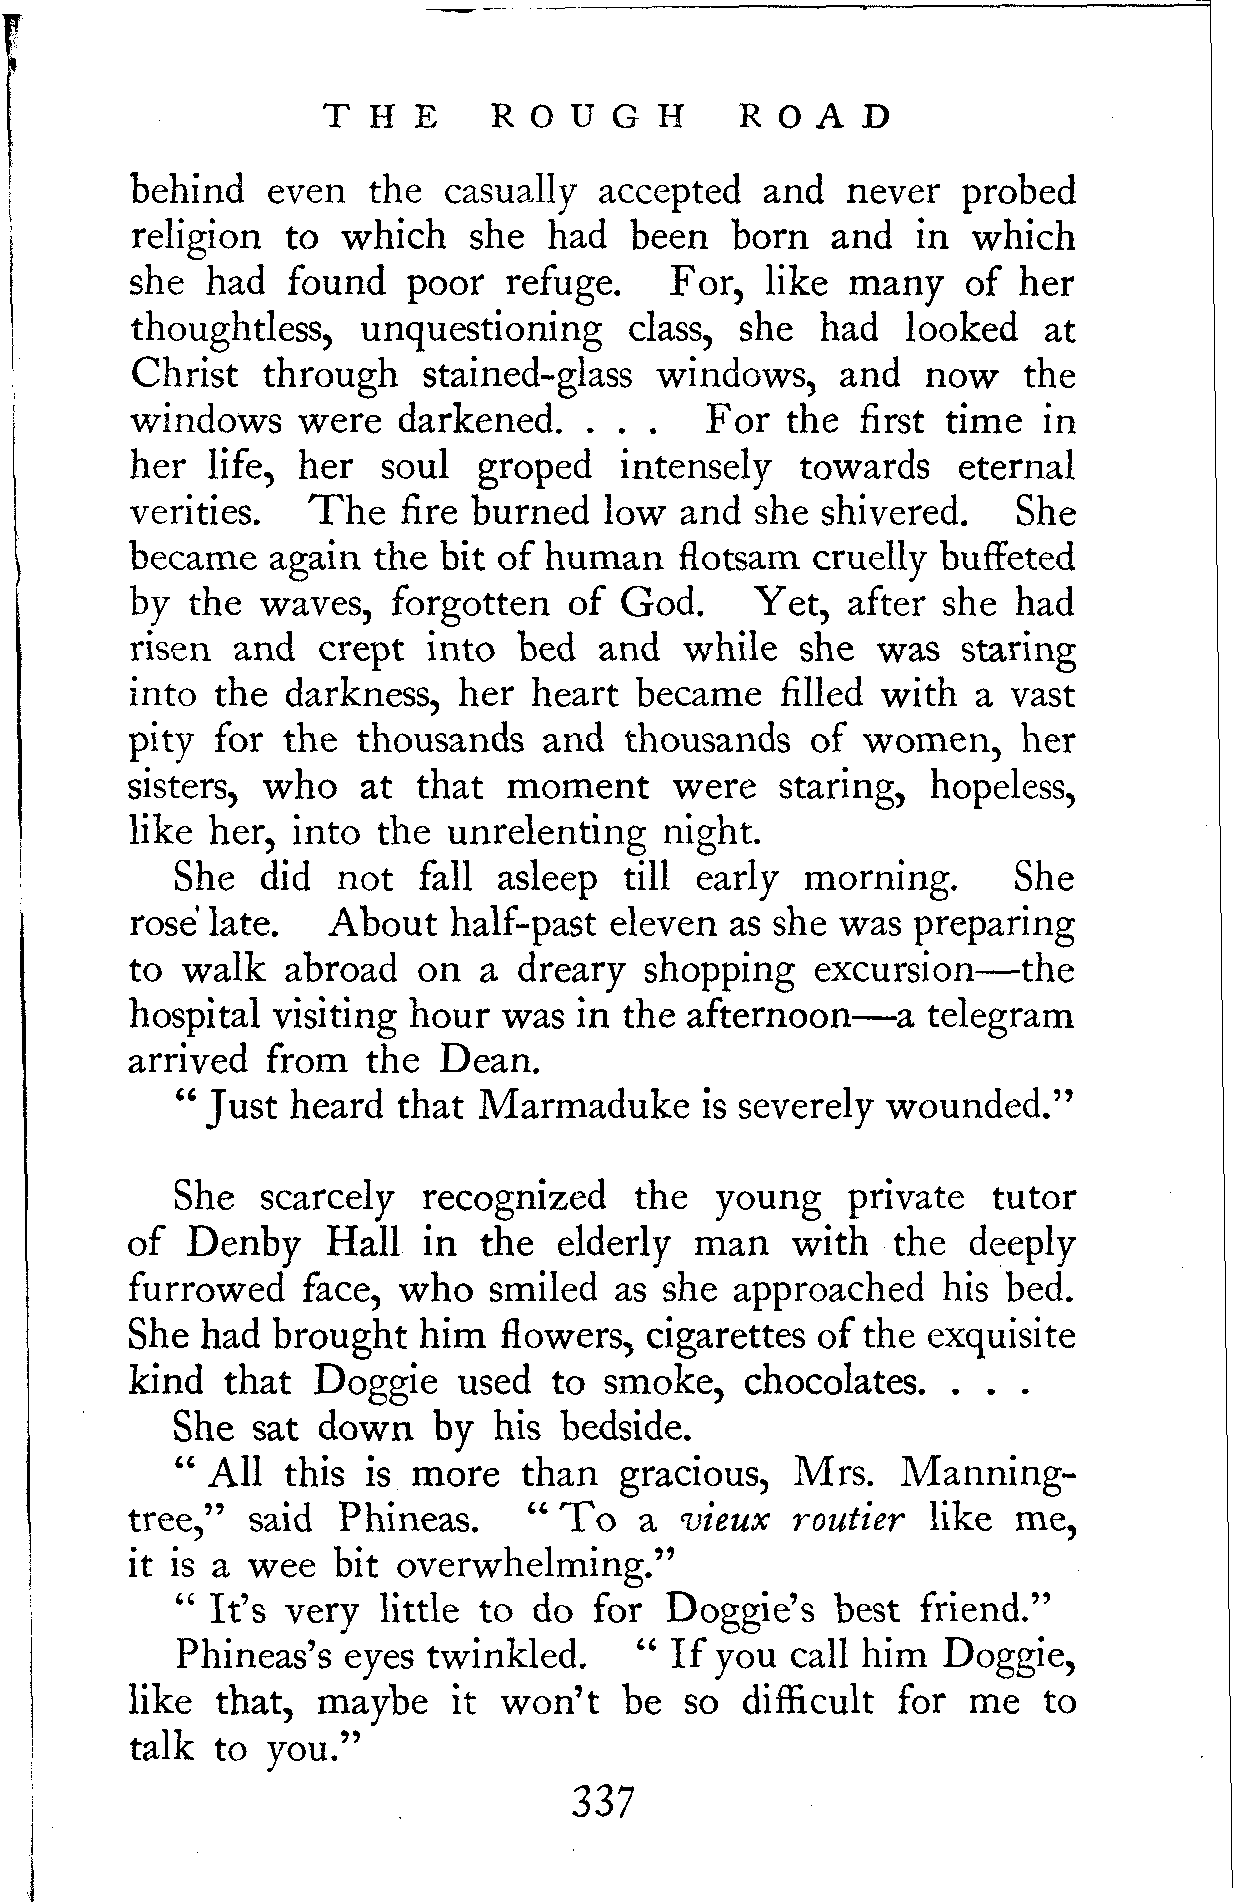 THE ROUGH ROAD
behind even the casually accepted and never probed
religion to which she had been born and in which
she had found poor refuge. For, like many of her
thoughtless, unquestioning class, she had looked at
Christ through stained-glass windows, and now the
windows were darkened. . . . For the first time in
her life, her soul groped intensely towards eternal
verities. The fire burned low and she shivered. She
became again the bit of human flotsam cruelly buffeted
by the waves, forgotten of God. Yet, after she had
risen and crept into bed and while she was staring
into the darkness, her heart became filled with a vast
pity for the thousands and thousands of women, her
sisters, who at that moment were staring, hopeless,
like her, into the unrelenting night.
She did not fall asleep till early morning. She
rose late. About half-past eleven as she was preparing
to walk abroad on a dreary shopping excursion—the
hospital visiting hour was in the afternoon—a telegram
arrived from the Dean.
“ Just heard that Marmaduke is severely wounded.”
She scarcely recognized the young private tutor
of Denby Hall in the elderly man with the deeply
furrowed face, who smiled as she approached his bed.
She had brought him flowers, cigarettes of the exquisite
kind that Doggie used to smoke, chocolates. . . .
She sat down by his bedside.
“ All this is more than gracious, Mrs. Manning-
tree,” said Phineas. “ To a vieux routier like me,
it is a wee bit overwhelming.”
“ It’s very little to do for Doggie’s best friend.”
Phineas’s eyes twinkled. “ If you call him Doggie,
like that, maybe it won’t be so difficult for me to
talk to you.”
337